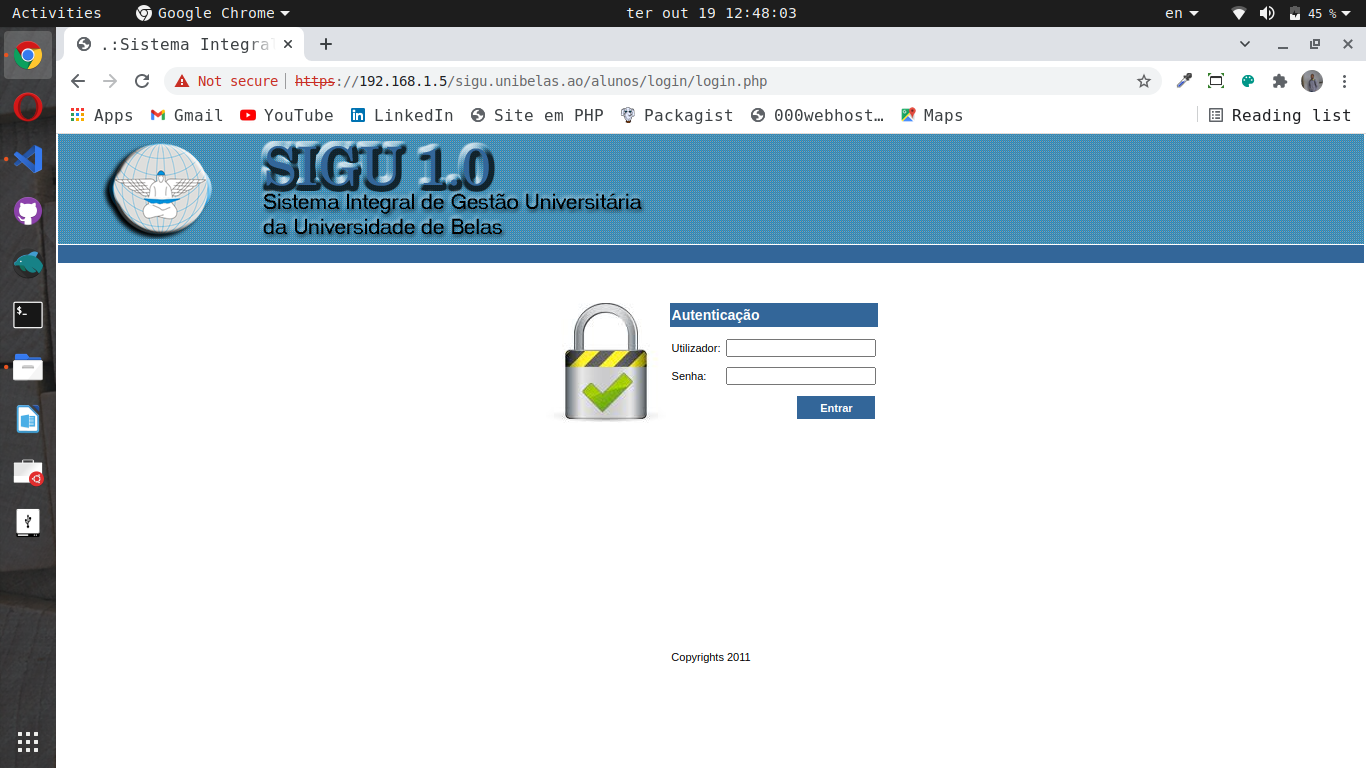 Activities Google Chrome ter out 19 12:48:03 en 45 %
.:Sistema Integra
Not secure https://192.168.1.5/sigu.unibelas.ao/alunos/login/login.php
Apps Gmail YouTube LinkedIn Site em PHP Packagist 000webhost… Maps Reading list
SIGU 1.0
Sistema Integral de Gestão Universitária
da Universidade de Belas
Autenticação
Utilizador:
Senha:
Entrar
Copyrights 2011